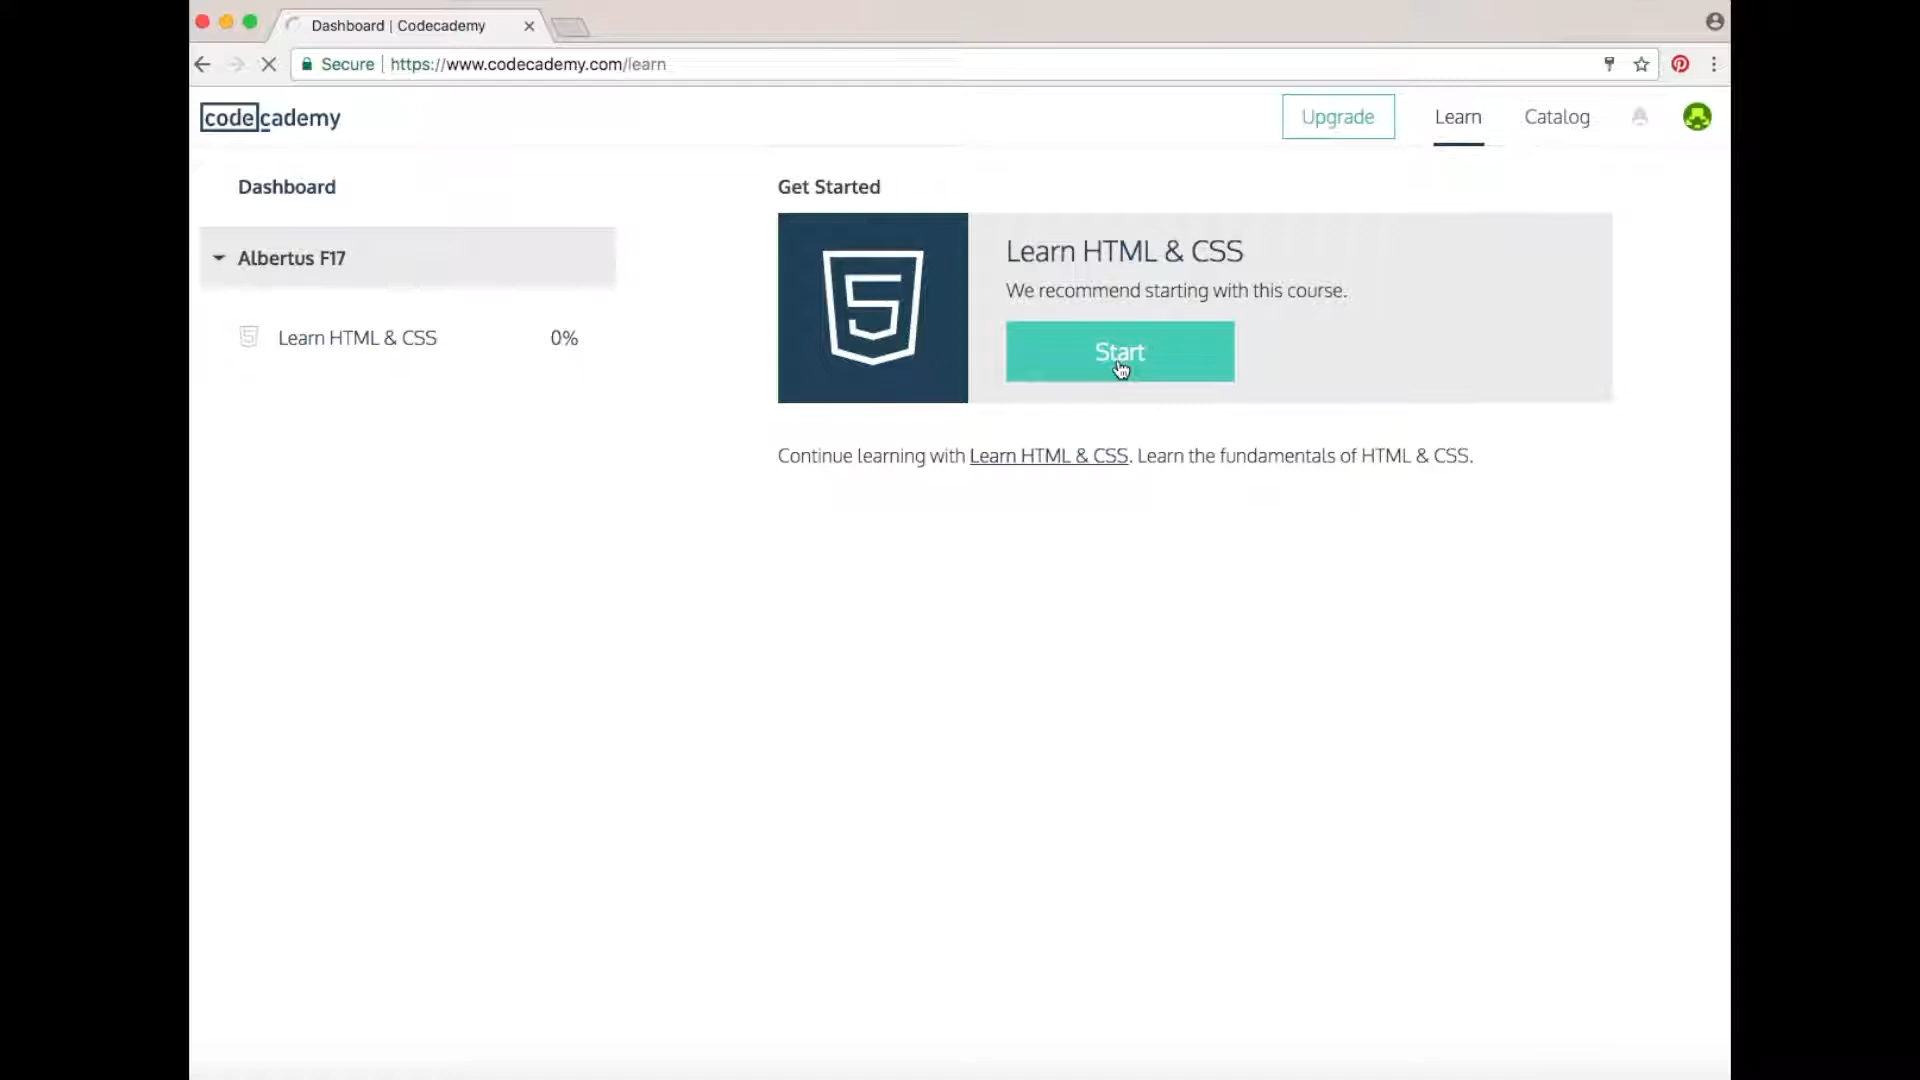 Dashboard | Codecademy
Secure | https://www.codecademy.com/learn
codecademy
Upgrade
Learn
Catalog
Dashboard
Get Started
Albertus F17
Learn HTML & CSS
We recommend starting with this course.
Start
Learn HTML & CSS 0%
Continue learning with Learn HTML & CSS. Learn the fundamentals of HTML & CSS.